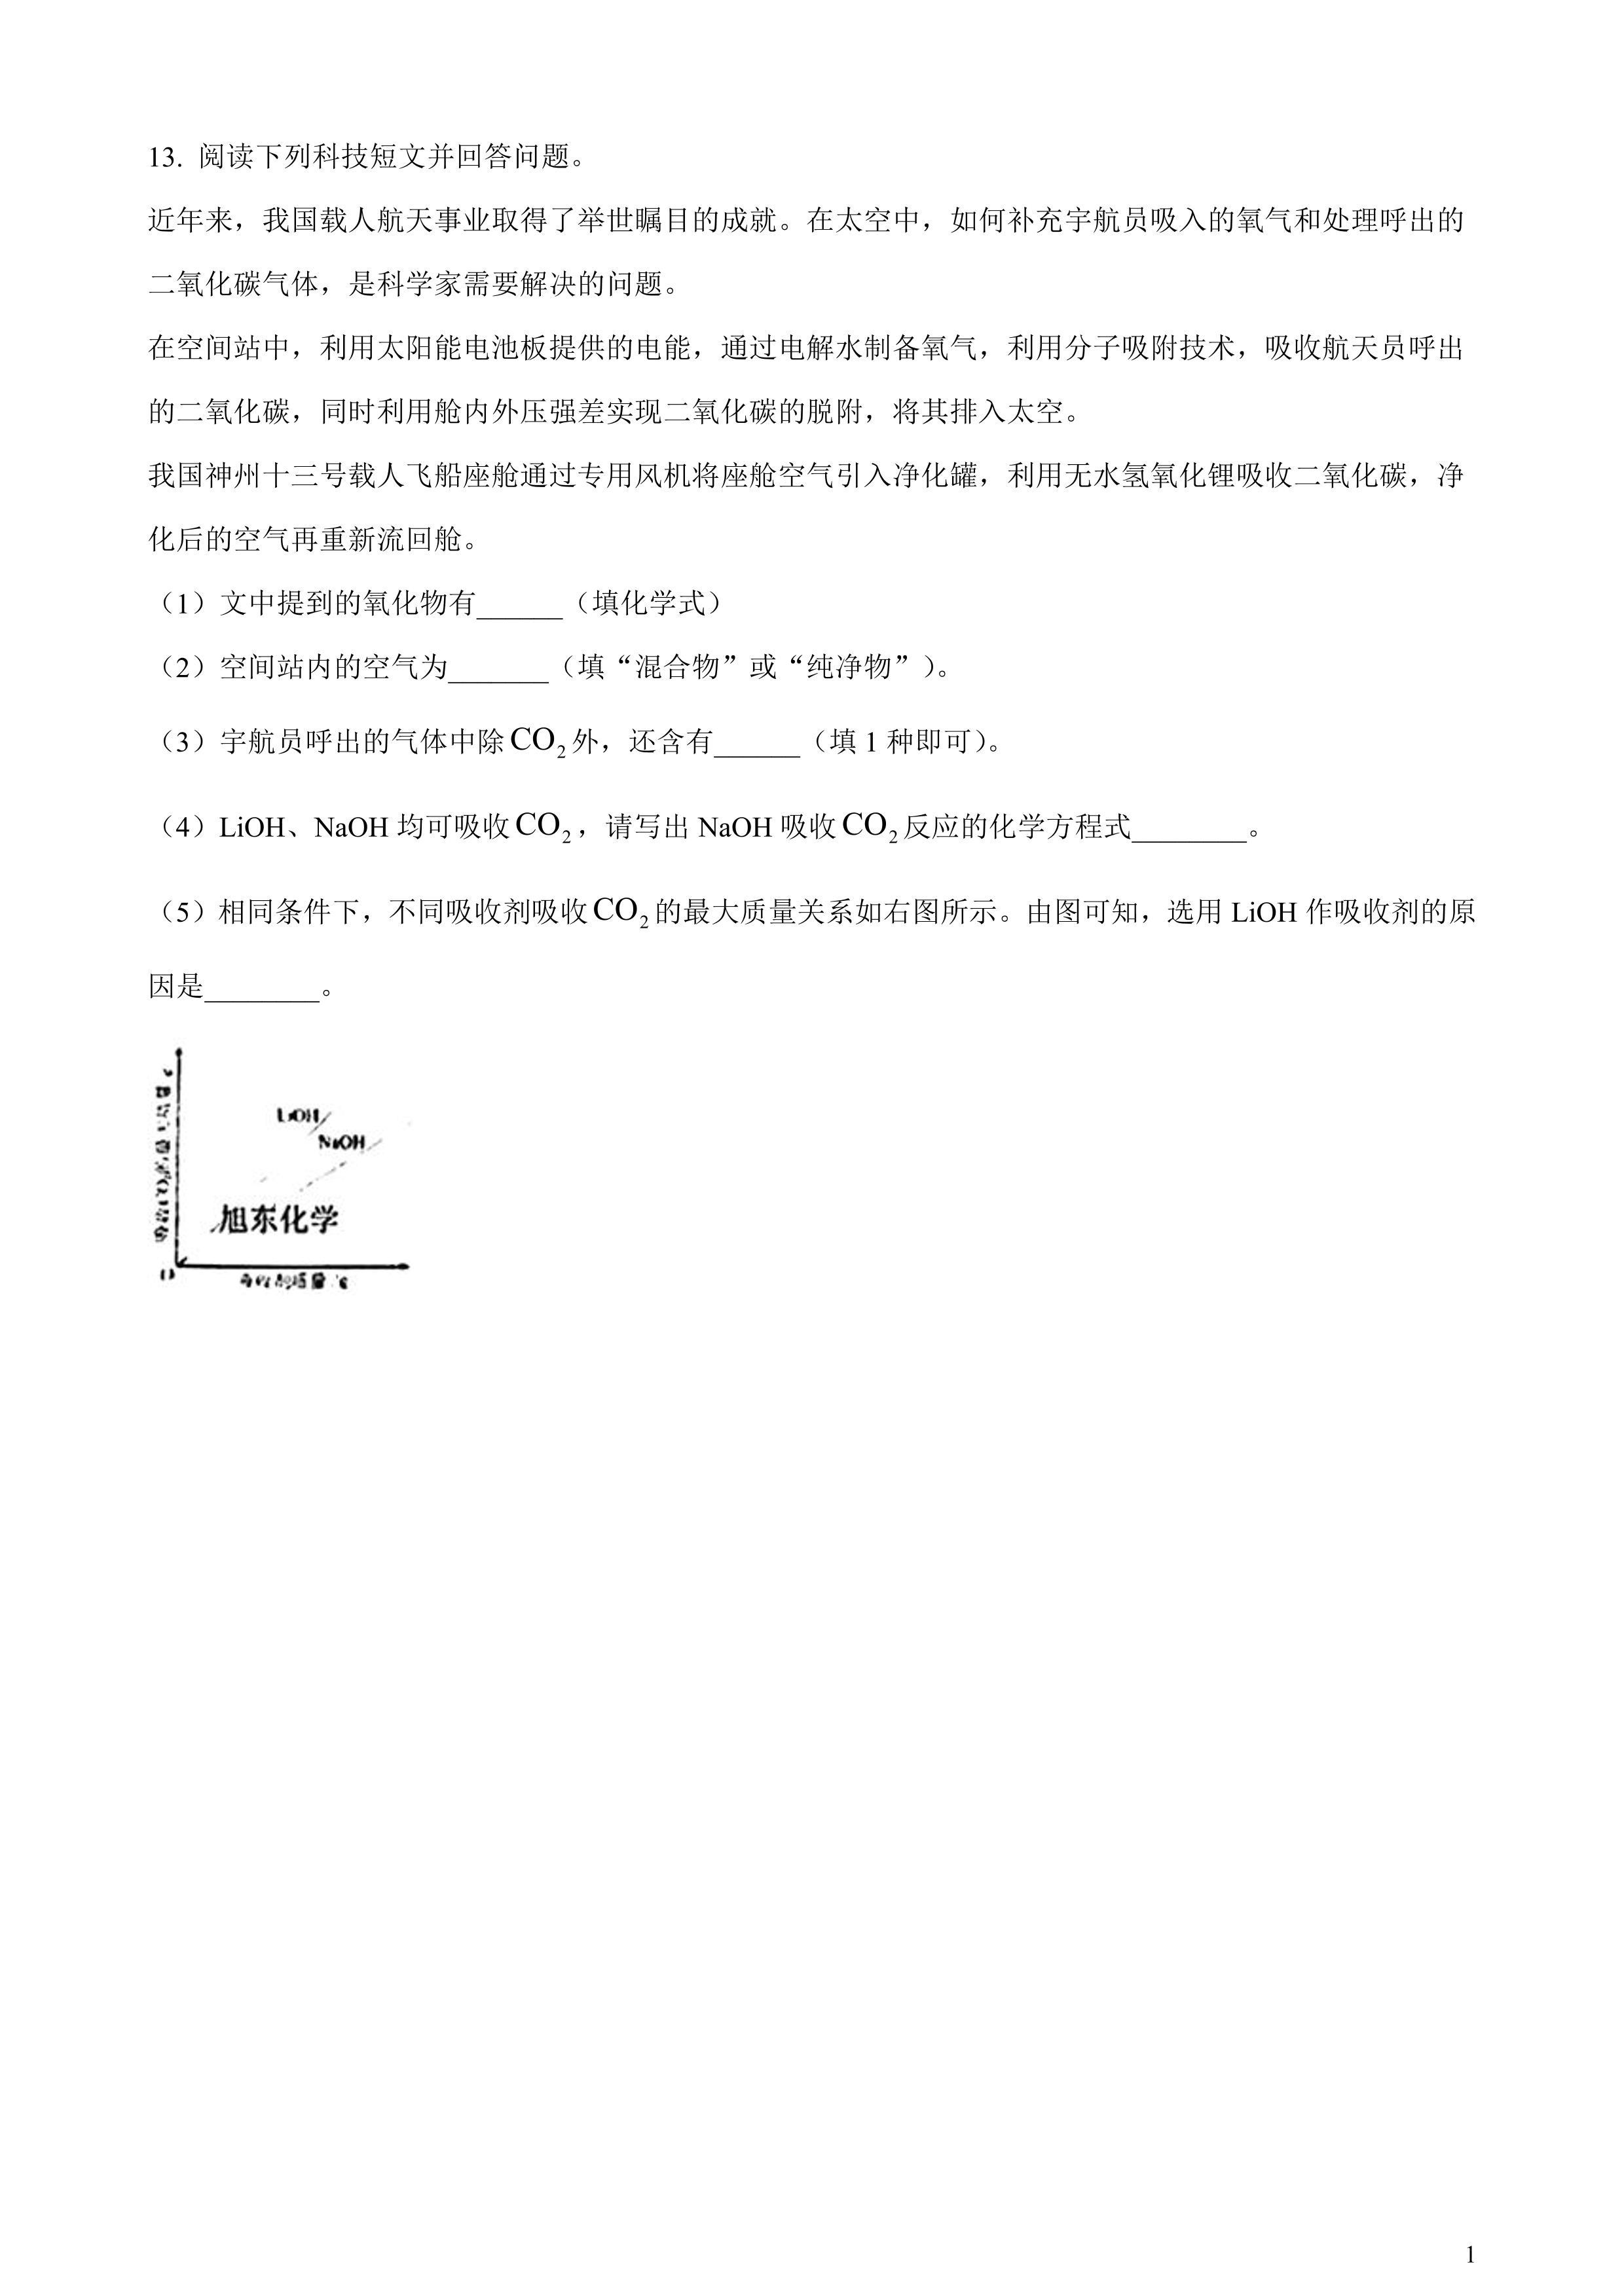 13. 阅读下列科技短文并回答问题。
近年来，我国载人航天事业取得了举世瞩目的成就。在太空中，如何补充宇航员吸入的氧气和处理呼出的
二氧化碳气体，是科学家需要解决的问题。
在空间站中，利用太阳能电池板提供的电能，通过电解水制备氧气，利用分子吸附技术，吸收航天员呼出
的二氧化碳，同时利用舱内外压强差实现二氧化碳的脱附，将其排入太空。
我国神州十三号载人飞船座舱通过专用风机将座舱空气引入净化罐，利用无水氢氧化锂吸收二氧化碳，净
化后的空气再重新流回舱。
（1）文中提到的氧化物有______（填化学式）
（2）空间站内的空气为_______（填“混合物”或“纯净物”）。
（3）宇航员呼出的气体中除CO₂外，还含有______（填 1 种即可）。
（4）LiOH、NaOH 均可吸收CO₂，请写出 NaOH 吸收CO₂反应的化学方程式________。
（5）相同条件下，不同吸收剂吸收CO₂的最大质量关系如右图所示。由图可知，选用 LiOH 作吸收剂的原
因是________。
LiOH
NaOH
旭东化学
1